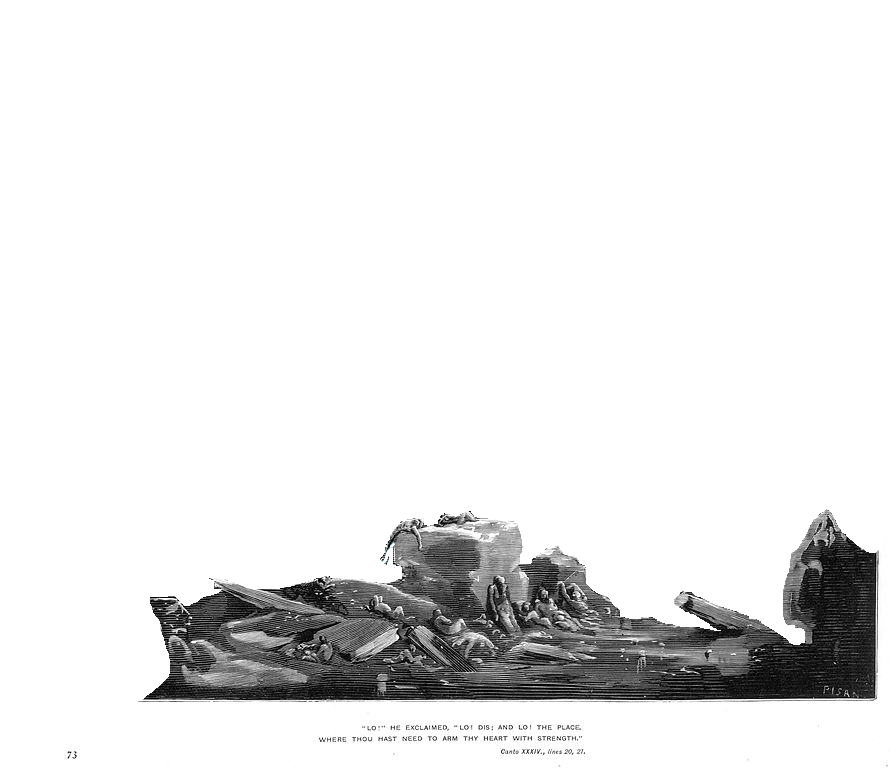 PISAN
"LO!" HE EXCLAIMED, "LO! DIS; AND LO! THE PLACE,
WHERE THOU HAST NEED TO ARM THY HEART WITH STRENGTH."
Canto XXXIV., lines 20, 21.
73